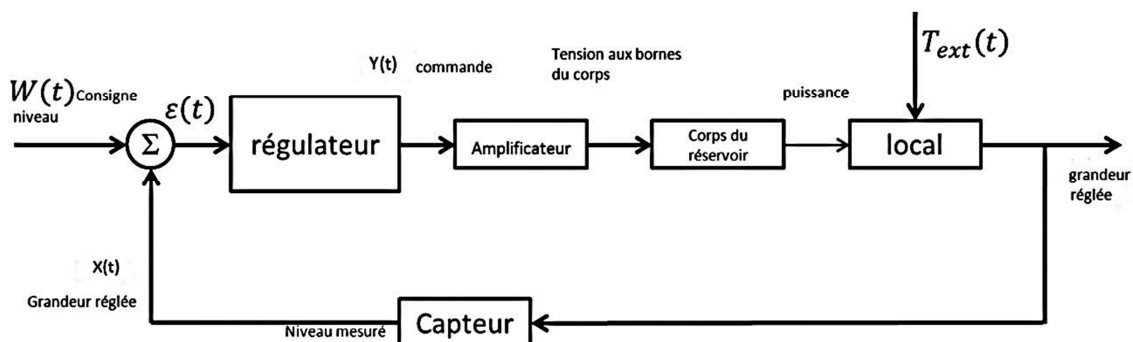 T_ext(t)
Y(t) commande
Tension aux bornes
du corps
puissance
W(t) Consigne
niveau
ε(t)
Σ
régulateur
Amplificateur
Corps du
réservoir
local
grandeur
réglée
X(t)
Grandeur réglée
Niveau mesuré
Capteur